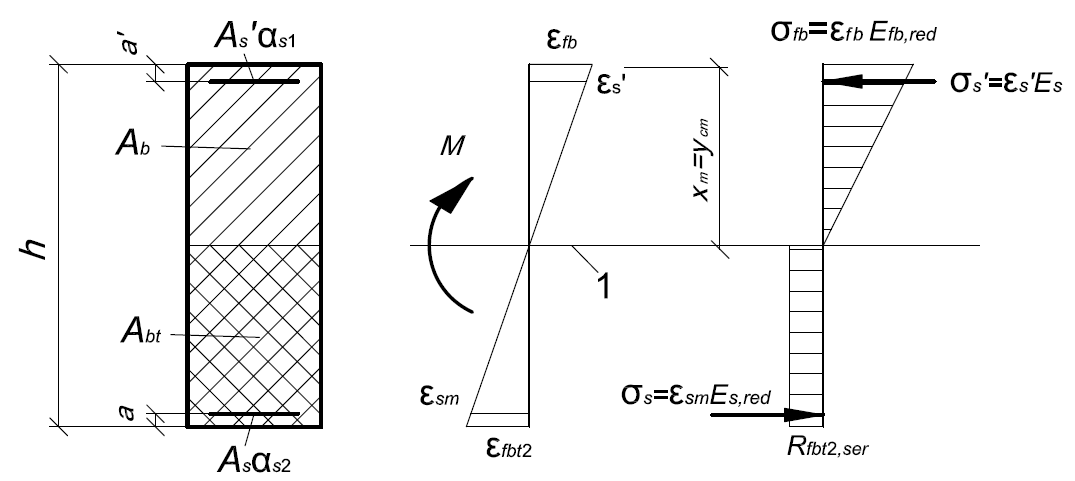 As′αs1
a′
Ab
h
Abt
a
Asαs2
M
εfb
εs′
εsm
εfbt2
xm=ycm
1
σfb=εfb Efb,red
σs′=εs′Es
σs=εsmEs,red
Rfbt2,ser